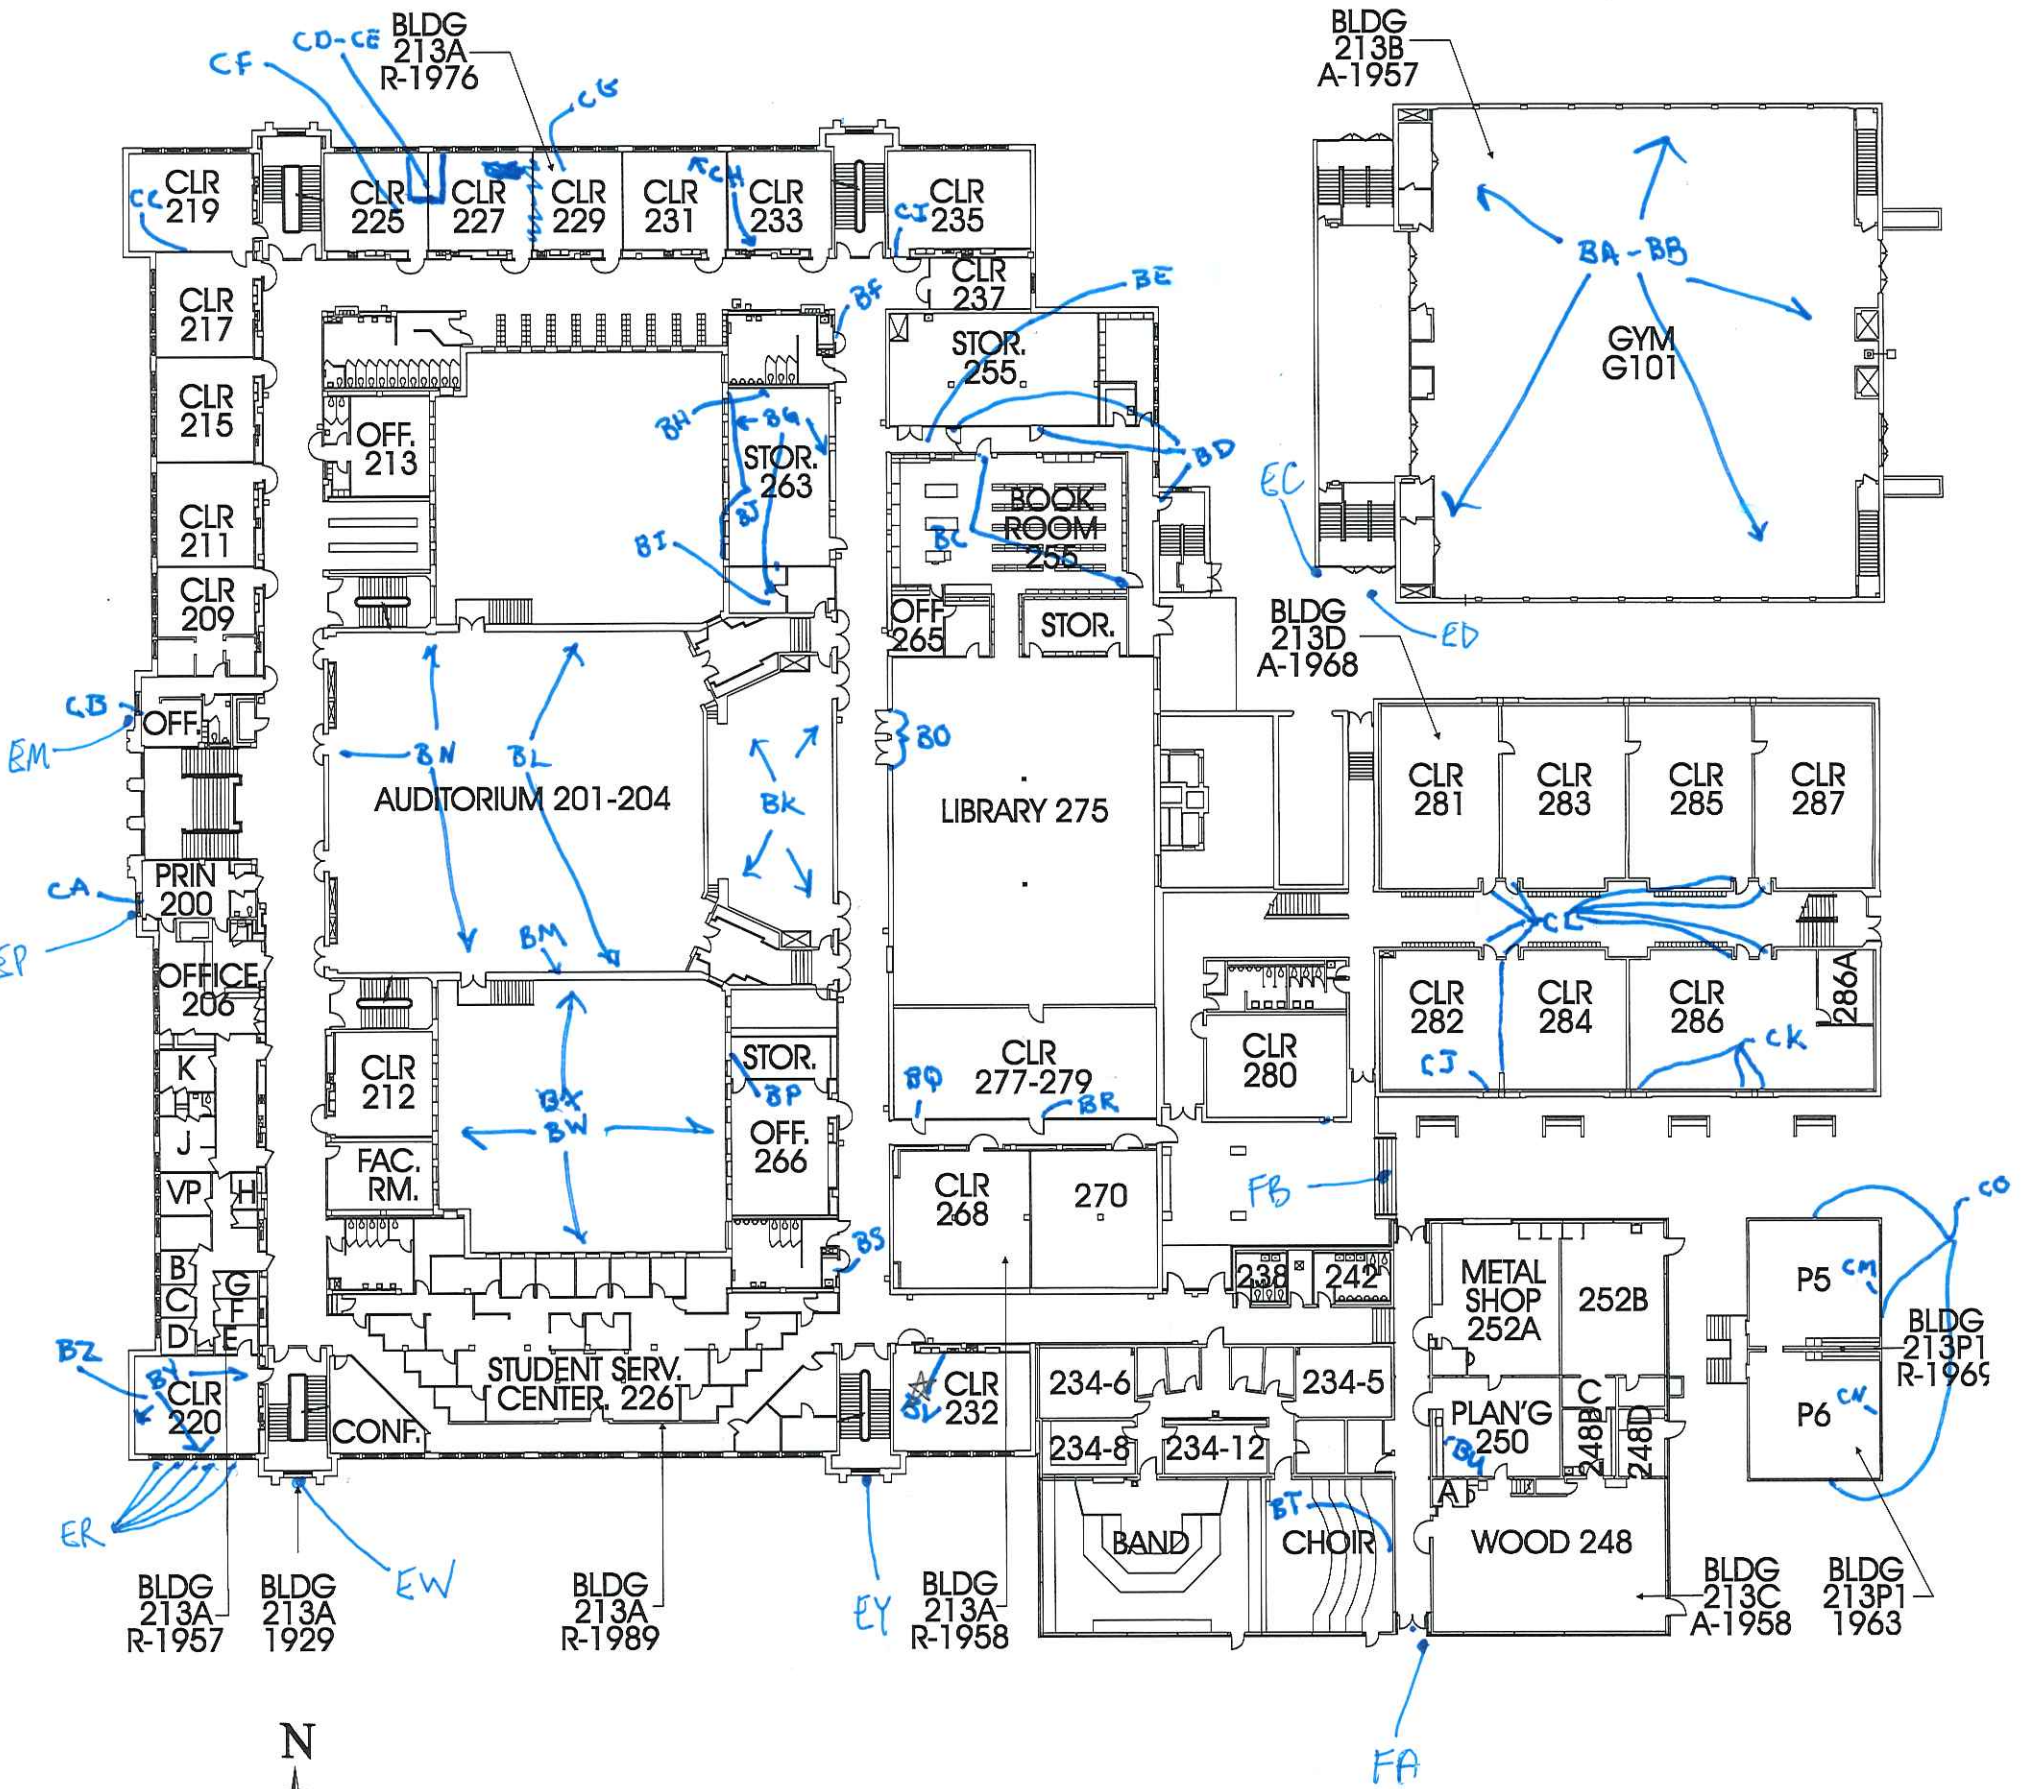 BLDG
213A
R-1976
CD-CE
CF
CG
BLDG
213B
A-1957
CLR
219
CC
CLR
225
CLR
227
CLR
229
CLR
231
CH
CLR
233
CI
CLR
235
CLR
237
BA-BB
GYM
G101
CLR
217
CLR
215
CLR
211
CLR
209
OFF.
213
BF
BE
STOR.
255
BH
BG
STOR.
263
BJ
BI
BD
BC
BOOK
ROOM
255
OFF
265
STOR.
EC
ED
BLDG
213D
A-1968
CB
OFF.
EM
BN
BL
BK
BO
AUDITORIUM 201-204
LIBRARY 275
CLR
281
CLR
283
CLR
285
CLR
287
PRIN
200
CA
EP
BM
CL
OFFICE
206
CLR
282
CLR
284
CLR
286
286A
CJ
CK
K
J
VP
H
B
C
D
G
F
E
CLR
212
FAC.
RM.
BX
BW
STOR.
BP
OFF.
266
BS
CLR
277-279
BQ
BR
CLR
280
CLR
268
270
FB
238
242
METAL
SHOP
252A
252B
P5
CM
CO
BLDG
213P1
R-1969
P6
CN
BZ
BY
CLR
220
CONF.
STUDENT SERV.
CENTER. 226
CLR
232
BV
234-6
234-5
234-8
234-12
PLAN'G
250
BU
C
248B
248D
A
ER
EW
EY
BAND
BT
CHOIR
WOOD 248
BLDG
213A
R-1957
BLDG
213A
1929
BLDG
213A
R-1989
BLDG
213A
R-1958
BLDG
213C
A-1958
BLDG
213P1
1963
FA
N